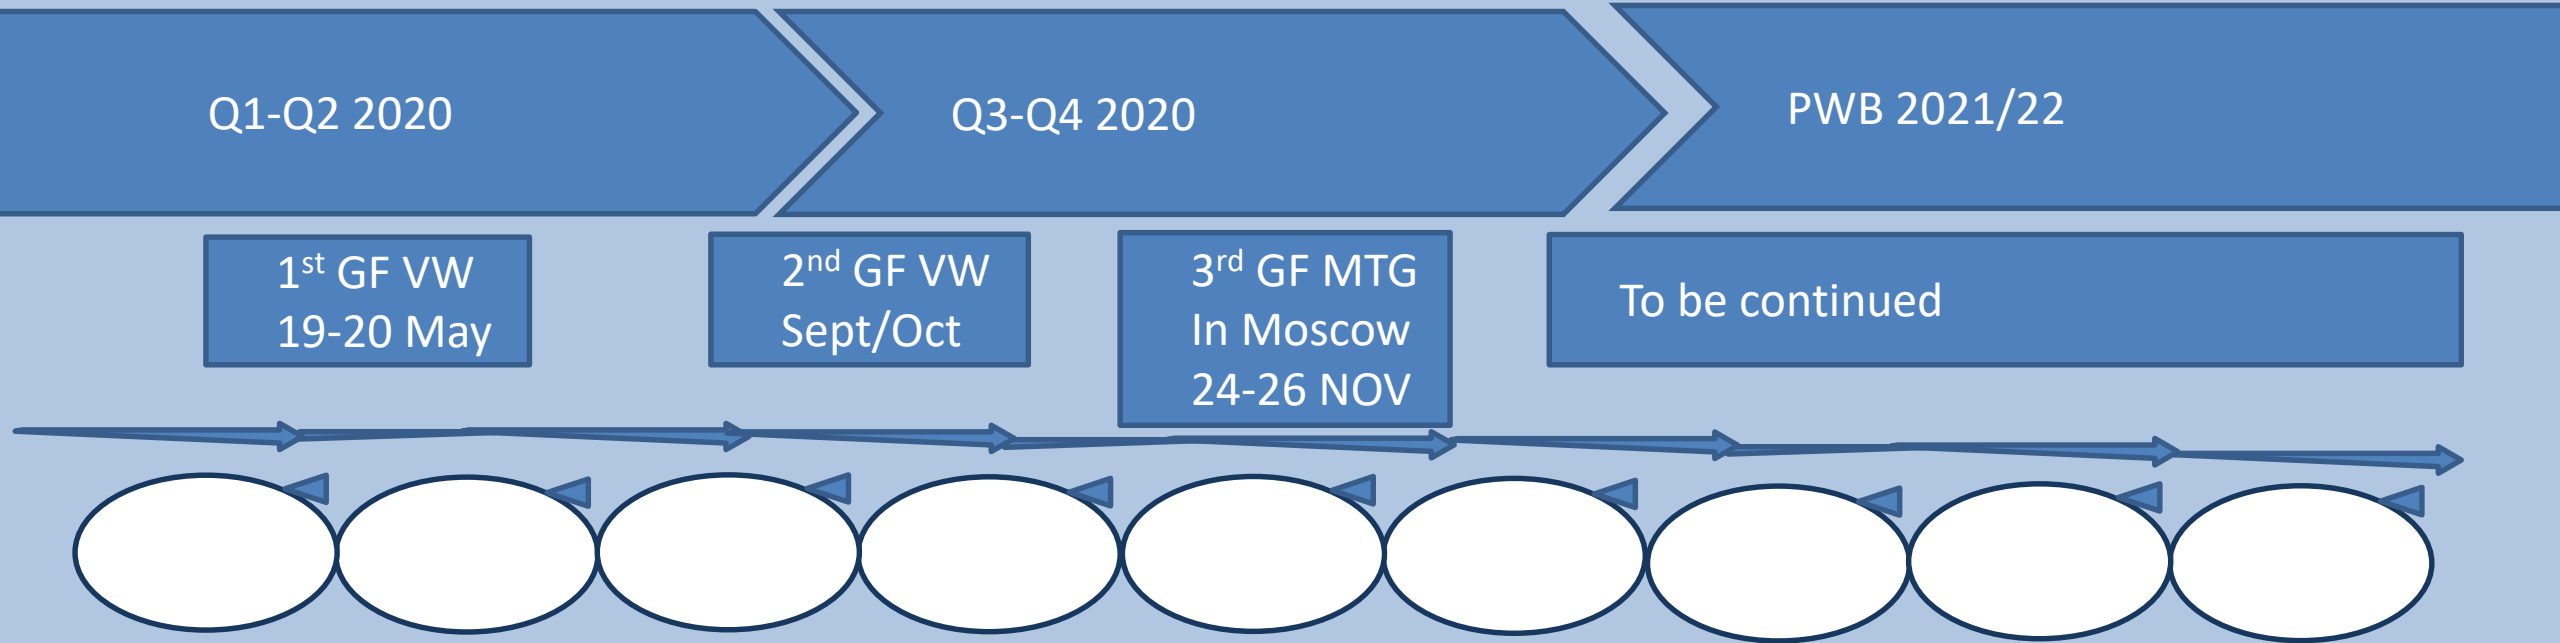 Q1-Q2 2020
Q3-Q4 2020
PWB 2021/22
1st GF VW
19-20 May
2nd GF VW
Sept/Oct
3rd GF MTG
In Moscow
24-26 NOV
To be continued